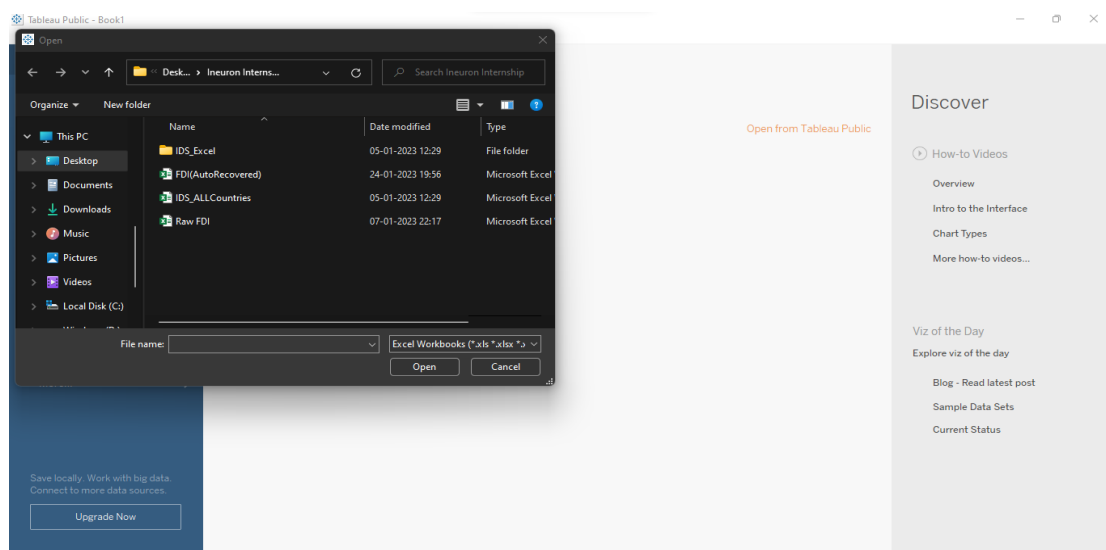 Tableau Public - Book1
Open
« Desk... › Ineuron Interns...
Search Ineuron Internship
Organize
New folder
Name
Date modified
Type
This PC
Desktop
Documents
Downloads
Music
Pictures
Videos
Local Disk (C:)
IDS_Excel 05-01-2023 12:29 File folder
FDI(AutoRecovered) 24-01-2023 19:56 Microsoft Excel
IDS_ALLCountries 05-01-2023 12:29 Microsoft Excel
Raw FDI 07-01-2023 22:17 Microsoft Excel
File name:
Excel Workbooks (*.xls *.xlsx *.
Open
Cancel
Save locally. Work with big data.
Connect to more data sources.
Upgrade Now
Open from Tableau Public
Discover
How-to Videos
Overview
Intro to the Interface
Chart Types
More how-to videos...
Viz of the Day
Explore viz of the day
Blog - Read latest post
Sample Data Sets
Current Status